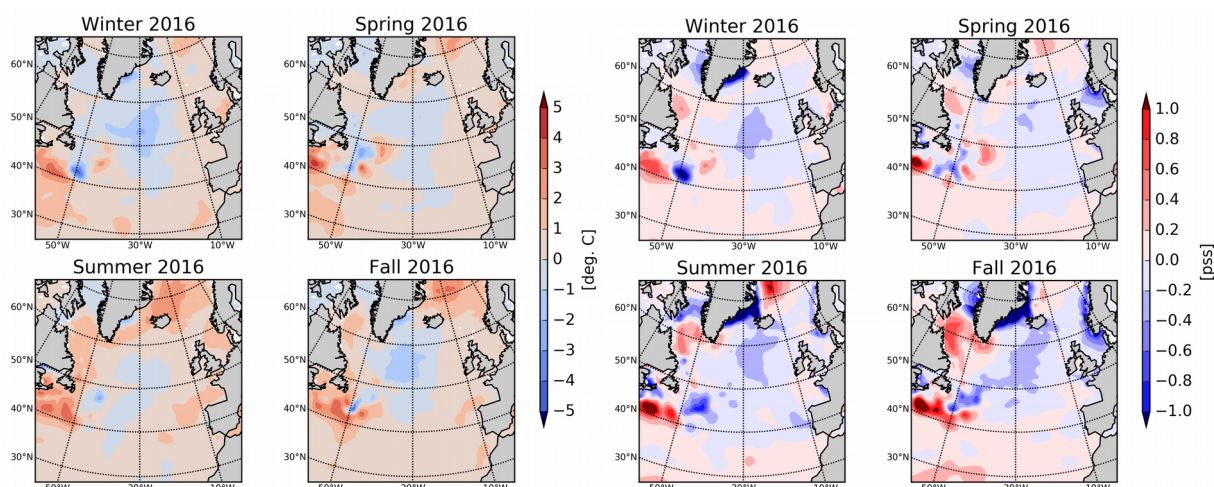 Winter 2016 Spring 2016 Winter 2016 Spring 2016
60°N 60°N 60°N 60°N
50°N 50°N 50°N 50°N
40°N 40°N 40°N 40°N
30°N 30°N 30°N 30°N
50°W 30°W 10°W 50°W 30°W 10°W 50°W 30°W 10°W 50°W 30°W 10°W
5
4
3
2
1
0
−1
−2
−3
−4
−5
[deg. C]
1.0
0.8
0.6
0.4
0.2
0.0
−0.2
−0.4
−0.6
−0.8
−1.0
[pss]
Summer 2016 Fall 2016 Summer 2016 Fall 2016
60°N 60°N 60°N 60°N
50°N 50°N 50°N 50°N
40°N 40°N 40°N 40°N
30°N 30°N 30°N 30°N